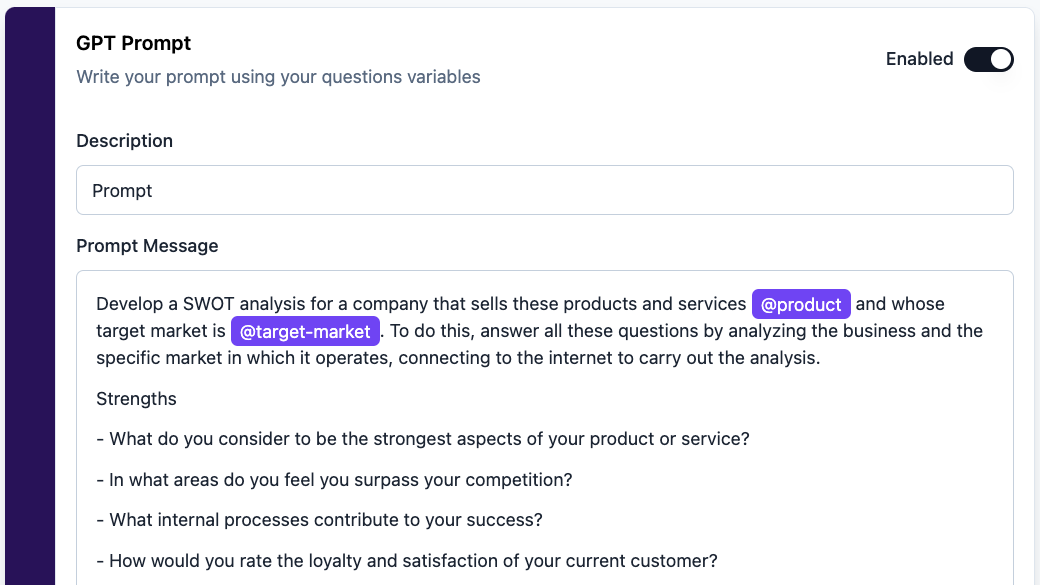 GPT Prompt
Write your prompt using your questions variables
Enabled
Description
Prompt
Prompt Message
Develop a SWOT analysis for a company that sells these products and services @product and whose
target market is @target-market. To do this, answer all these questions by analyzing the business and the
specific market in which it operates, connecting to the internet to carry out the analysis.
Strengths
- What do you consider to be the strongest aspects of your product or service?
- In what areas do you feel you surpass your competition?
- What internal processes contribute to your success?
- How would you rate the loyalty and satisfaction of your current customer?